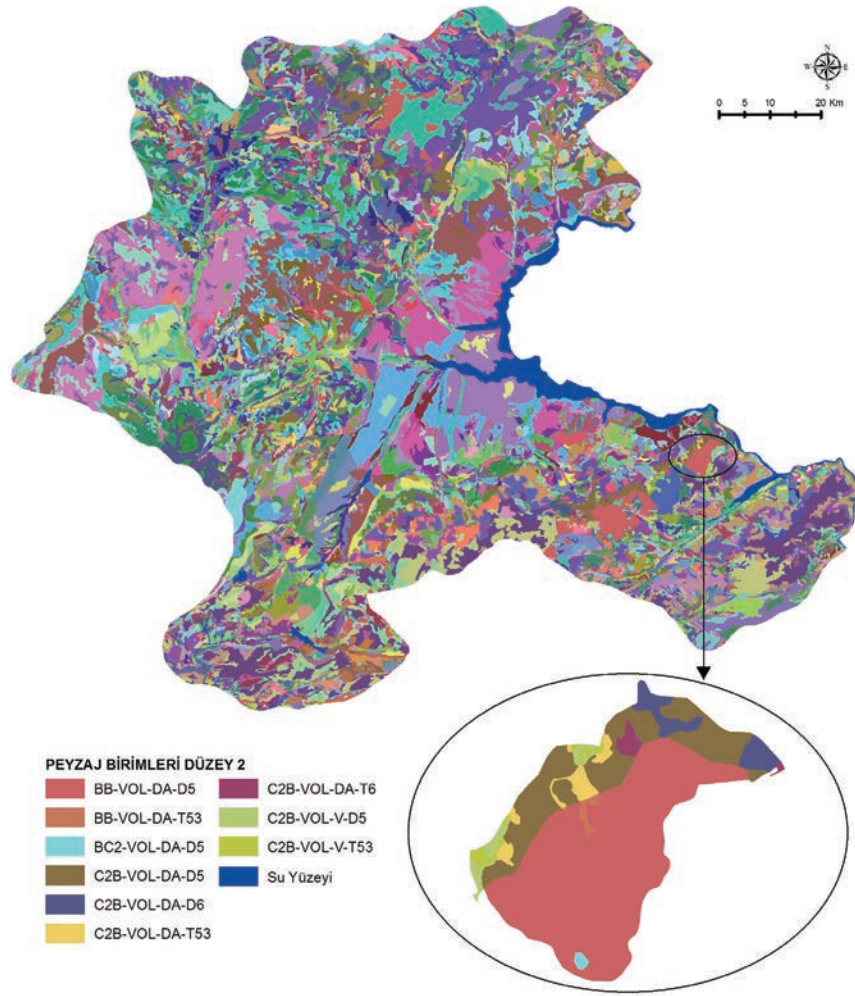 N
W E
S
0 5 10 20 Km
PEYZAJ BİRİMLERİ DÜZEY 2
BB-VOL-DA-D5
BB-VOL-DA-T53
BC2-VOL-DA-D5
C2B-VOL-DA-D5
C2B-VOL-DA-D6
C2B-VOL-DA-T53
C2B-VOL-DA-T6
C2B-VOL-V-D5
C2B-VOL-V-T53
Su Yüzeyi